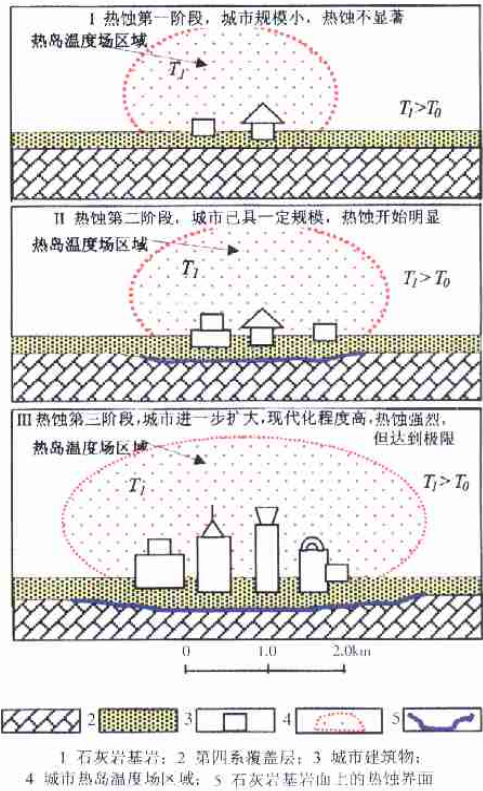 I 热蚀第一阶段，城市规模小，热蚀不显著
热岛温度场区域
T1
T1>T0
II 热蚀第二阶段，城市已具一定规模，热蚀开始明显
热岛温度场区域
T1
T1>T0
III 热蚀第三阶段，城市进一步扩大，现代化程度高，热蚀强烈，
但达到极限
热岛温度场区域
T1
T1>T0
0 1.0 2.0km
1 2 3 4 5
1 石灰岩基岩；2 第四系覆盖层；3 城市建筑物；
4 城市热岛温度场区域；5 石灰岩基岩面上的热蚀界面